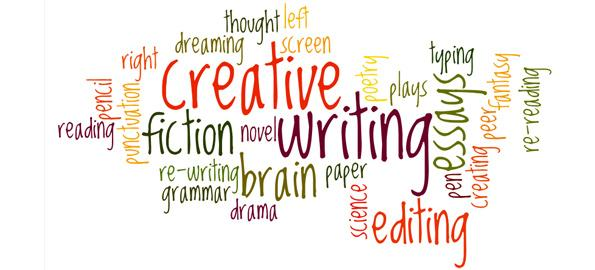 thought left
dreaming screen
right creative poetry plays typing
pencil punctuation essays peer fantasy re-reading
reading fiction novel writing
re-writing brain paper pen creating
grammar
drama science editing